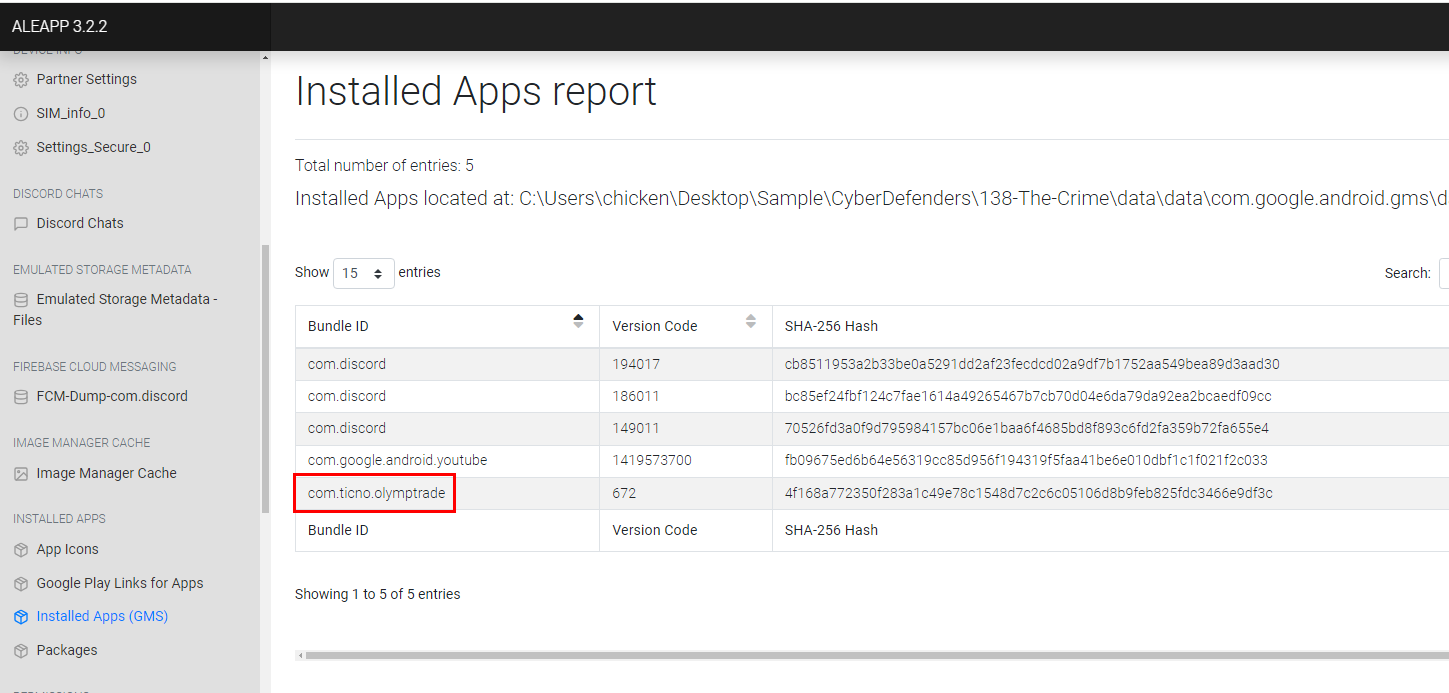 ALEAPP 3.2.2
DEVICE INFO
Partner Settings
SIM_info_0
Settings_Secure_0
DISCORD CHATS
Discord Chats
EMULATED STORAGE METADATA
Emulated Storage Metadata -
Files
FIREBASE CLOUD MESSAGING
FCM-Dump-com.discord
IMAGE MANAGER CACHE
Image Manager Cache
INSTALLED APPS
App Icons
Google Play Links for Apps
Installed Apps (GMS)
Packages
Installed Apps report
Total number of entries: 5
Installed Apps located at: C:\Users\chicken\Desktop\Sample\CyberDefenders\138-The-Crime\data\data\com.google.android.gms\d
Show 15 entries
Search:
Bundle ID Version Code SHA-256 Hash
com.discord 194017 cb8511953a2b33be0a5291dd2af23fecdcd02a9df7b1752aa549bea89d3aad30
com.discord 186011 bc85ef24fbf124c7fae1614a49265467b7cb70d04e6da79da92ea2bcaedf09cc
com.discord 149011 70526fd3a0f9d795984157bc06e1baa6f4685bd8f893c6fd2fa359b72fa655e4
com.google.android.youtube 1419573700 fb09675ed6b64e56319cc85d956f194319f5faa41be6e010dbf1c1f021f2c033
com.ticno.olymptrade 672 4f168a772350f283a1c49e78c1548d7c2c6c05106d8b9feb825fdc3466e9df3c
Bundle ID Version Code SHA-256 Hash
Showing 1 to 5 of 5 entries